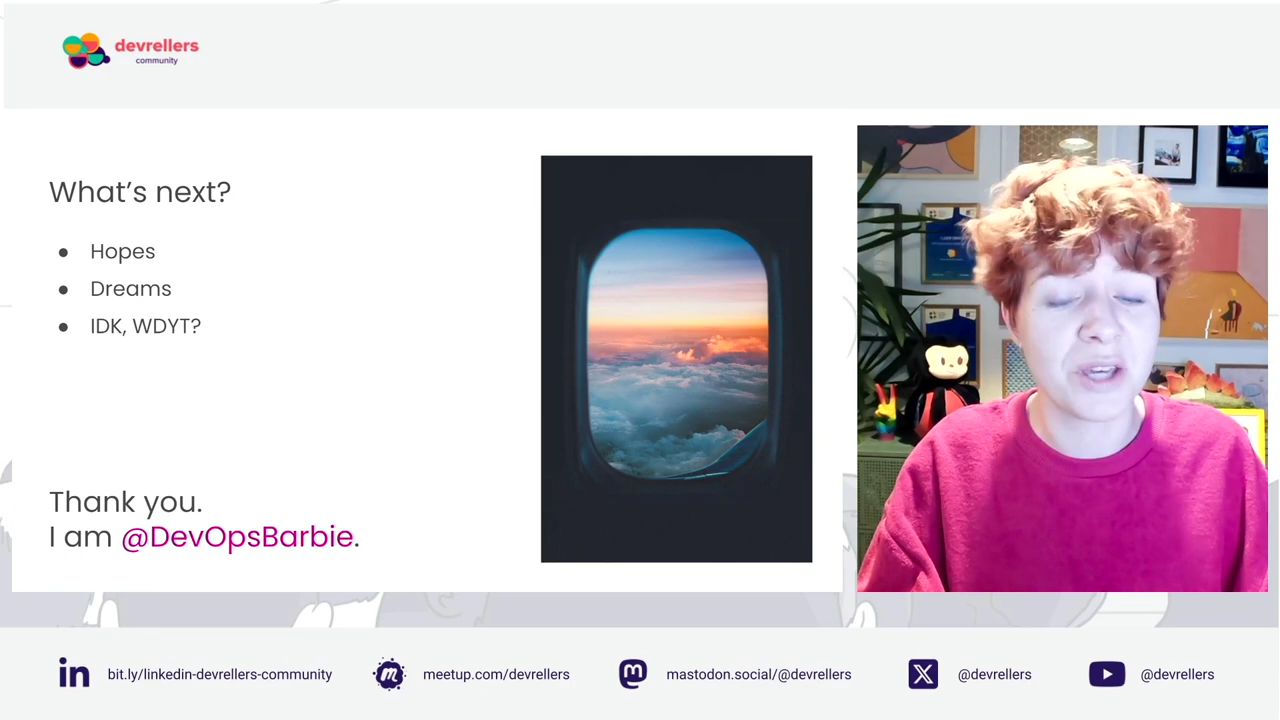 devrellers
community
What's next?
● Hopes
● Dreams
● IDK, WDYT?
Thank you.
I am @DevOpsBarbie.
bit.ly/linkedin-devrellers-community
meetup.com/devrellers
mastodon.social/@devrellers
@devrellers
@devrellers